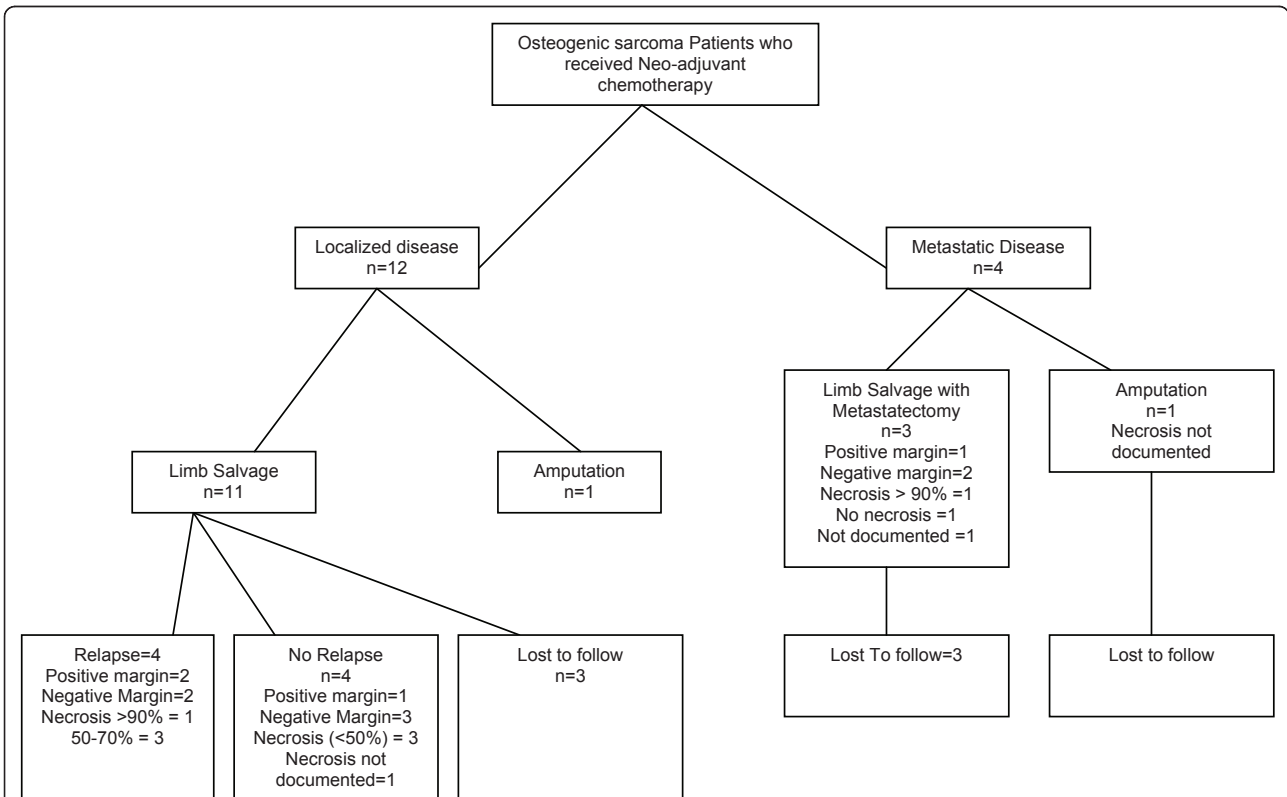 Osteogenic sarcoma Patients who
received Neo-adjuvant
chemotherapy
Localized disease
n=12
Metastatic Disease
n=4
Limb Salvage with
Metastatectomy
n=3
Positive margin=1
Negative margin=2
Necrosis > 90% =1
No necrosis =1
Not documented =1
Amputation
n=1
Necrosis not
documented
Limb Salvage
n=11
Amputation
n=1
Relapse=4
Positive margin=2
Negative Margin=2
Necrosis >90% = 1
50-70% = 3
No Relapse
n=4
Positive margin=1
Negative Margin=3
Necrosis (<50%) = 3
Necrosis not
documented=1
Lost to follow
n=3
Lost To follow=3
Lost to follow